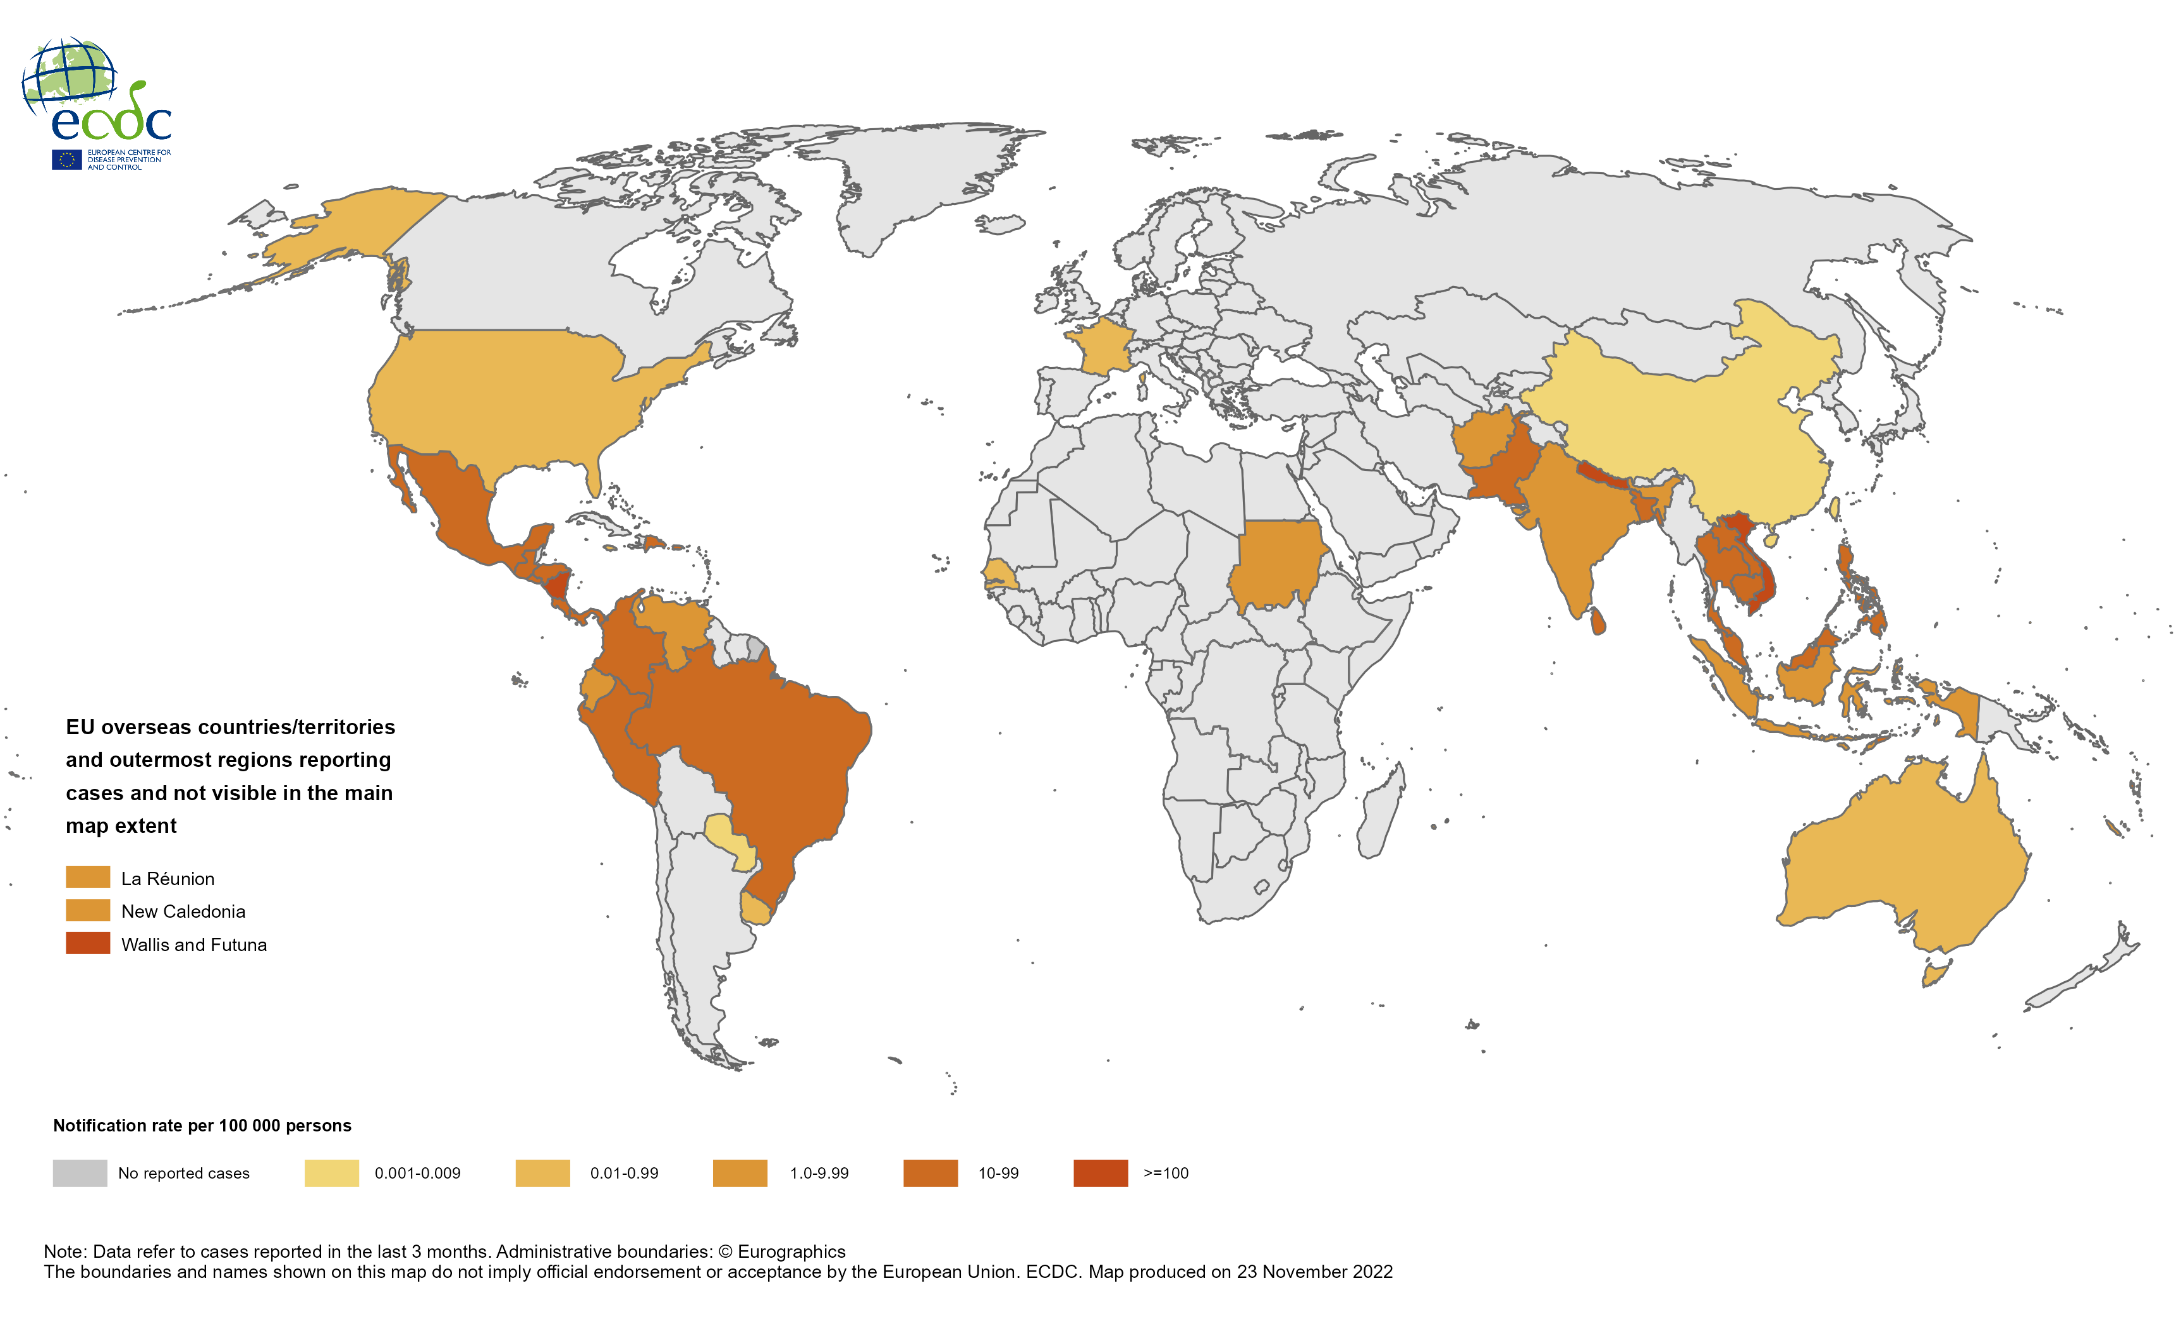 ecdc
EUROPEAN CENTRE FOR
DISEASE PREVENTION
AND CONTROL
EU overseas countries/territories
and outermost regions reporting
cases and not visible in the main
map extent
La Réunion
New Caledonia
Wallis and Futuna
Notification rate per 100 000 persons
No reported cases
0.001-0.009
0.01-0.99
1.0-9.99
10-99
>=100
Note: Data refer to cases reported in the last 3 months. Administrative boundaries: © Eurographics
The boundaries and names shown on this map do not imply official endorsement or acceptance by the European Union. ECDC. Map produced on 23 November 2022